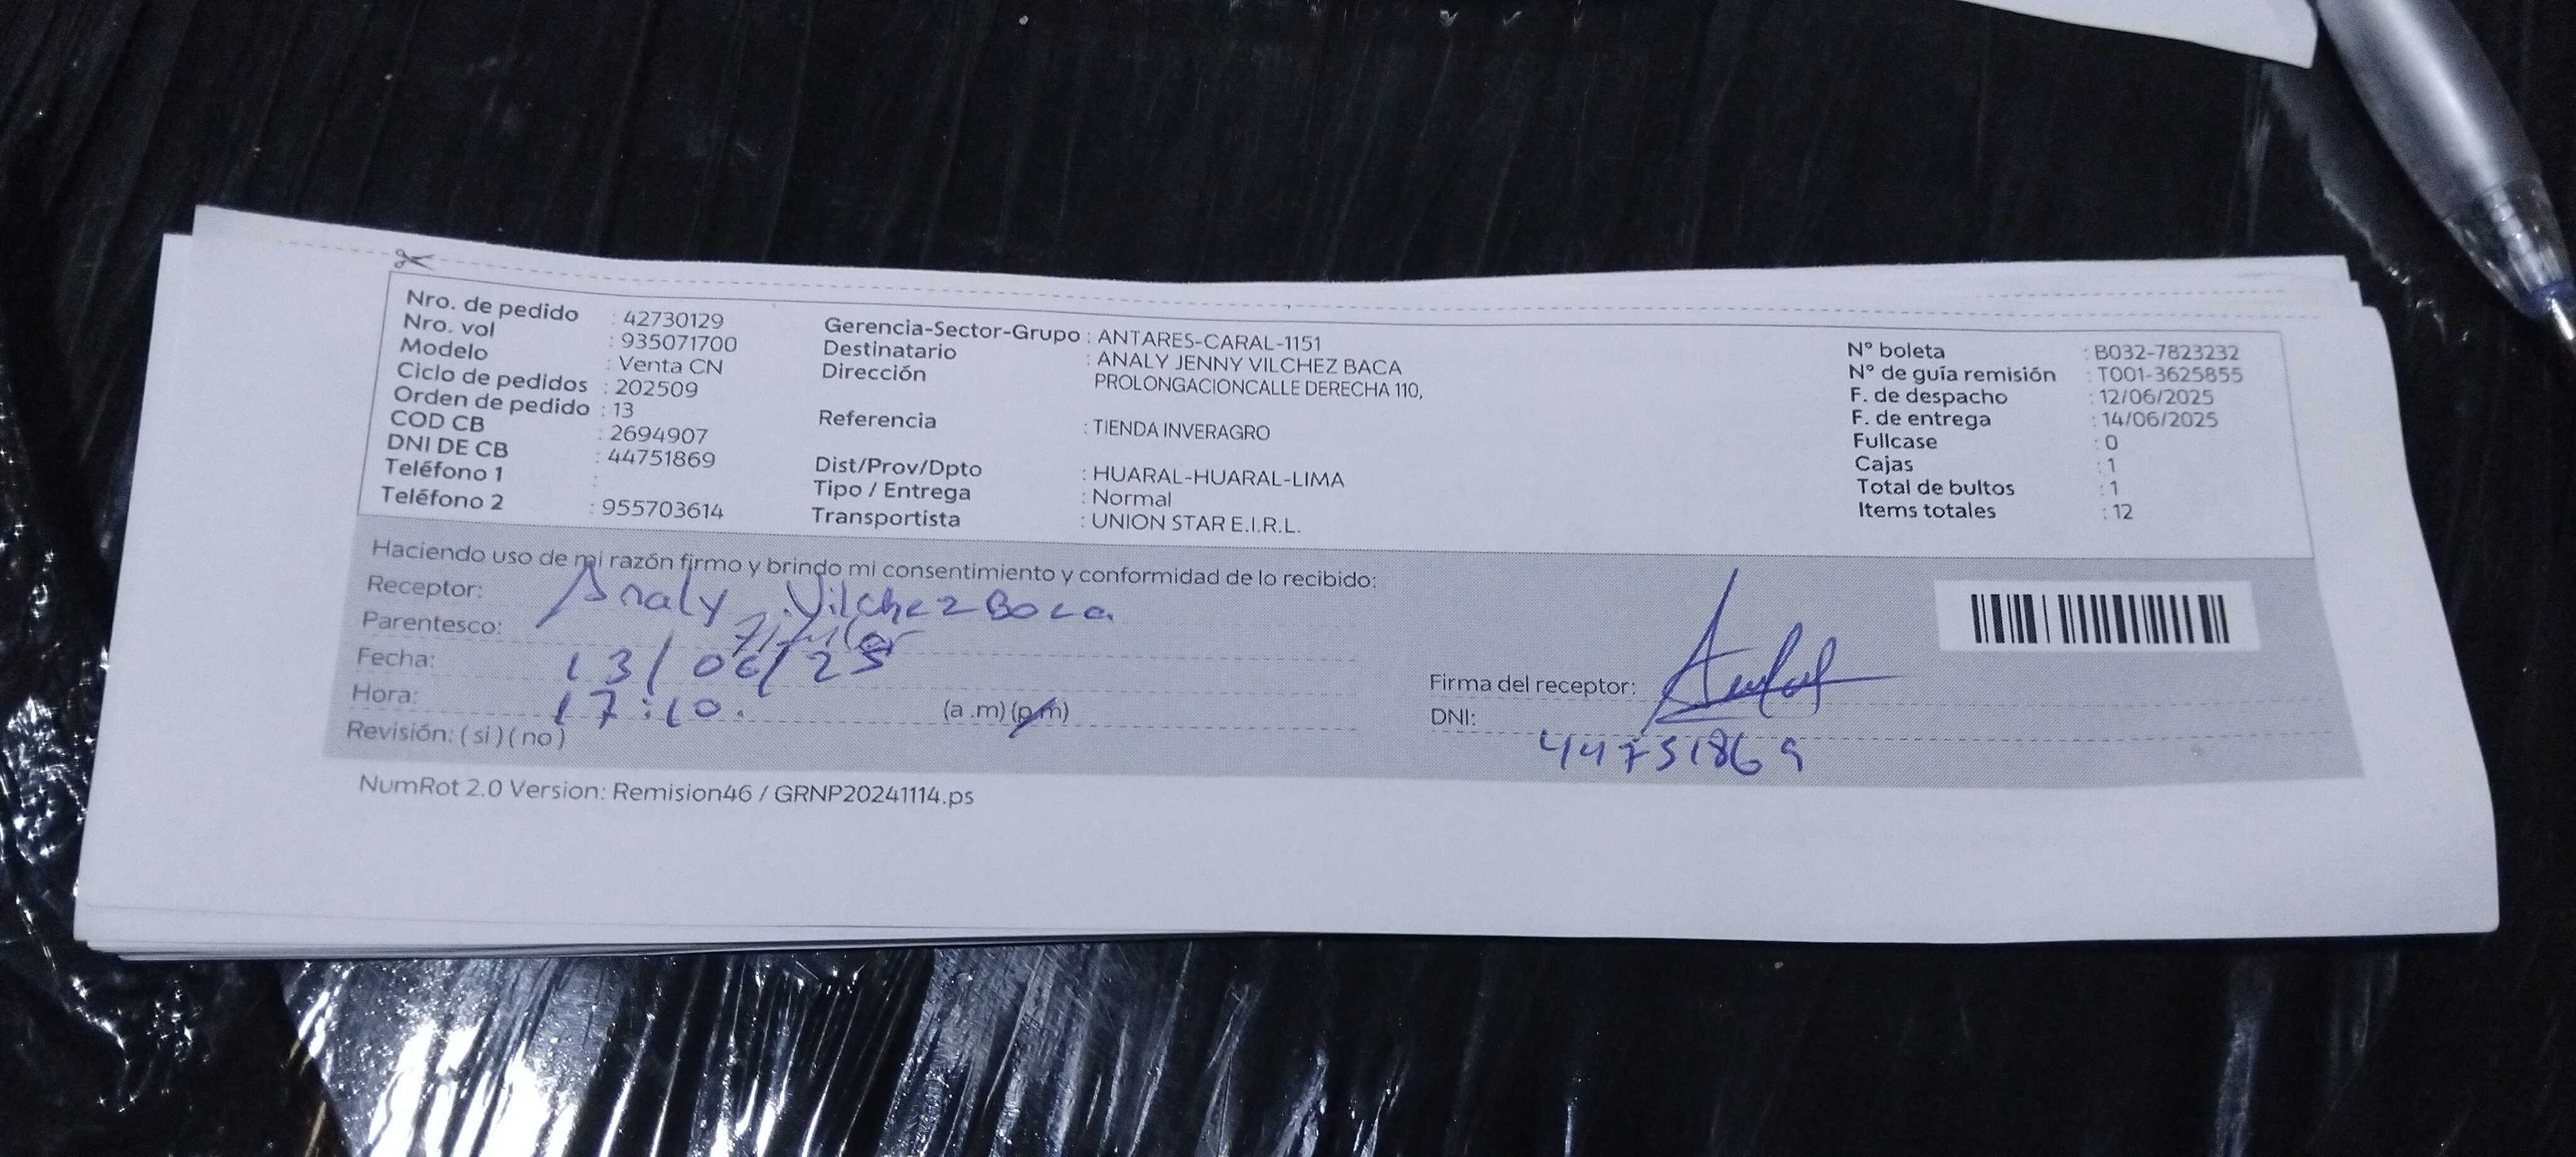 Nro. de pedido : 42730129
Nro. vol : 935071700
Modelo : Venta CN
Ciclo de pedidos : 202509
Orden de pedido : 13
COD CB : 2694907
DNI DE CB : 44751869
Teléfono 1 :
Teléfono 2 : 955703614
Gerencia-Sector-Grupo : ANTARES-CARAL-1151
Destinatario : ANALY JENNY VILCHEZ BACA
Dirección PROLONGACIONCALLE DERECHA 110,
Referencia : TIENDA INVERAGRO
Dist/Prov/Dpto : HUARAL-HUARAL-LIMA
Tipo / Entrega : Normal
Transportista : UNION STAR E.I.R.L.
N° boleta : B032-7823232
N° de guía remisión : T001-3625855
F. de despacho : 12/06/2025
F. de entrega : 14/06/2025
Fullcase : 0
Cajas : 1
Total de bultos : 1
Items totales : 12
Haciendo uso de mi razón firmo y brindo mi consentimiento y conformidad de lo recibido:
Receptor: Analy Vilchez Baca
Parentesco:
Fecha: 13/06/25
Hora: 17:10. (a .m) (p.m)
Revisión: ( si ) ( no )
Firma del receptor:
DNI: 44751869
NumRot 2.0 Version: Remision46 / GRNP20241114.ps